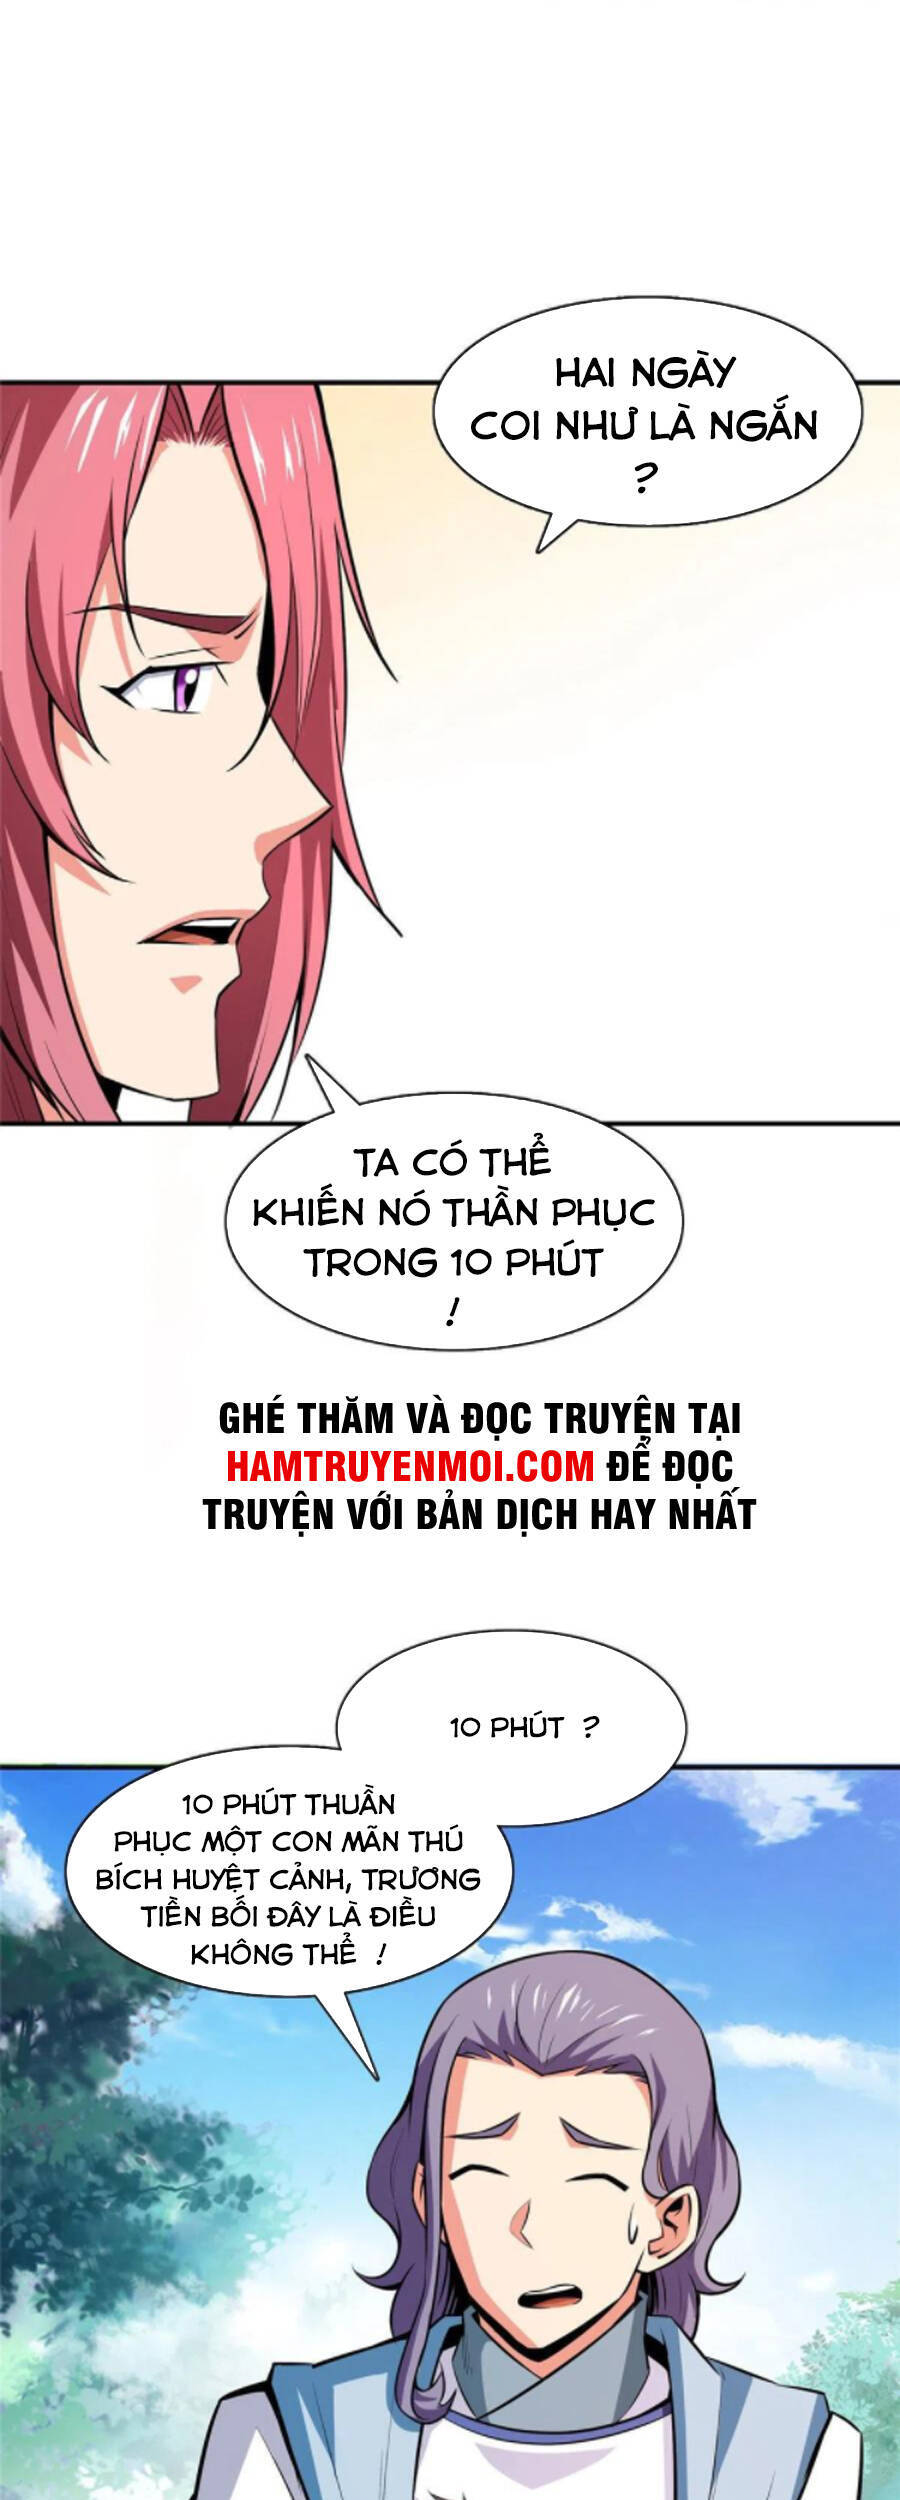 HAI NGÀY
COI NHƯ LÀ NGẮN
?
TA CÓ THỂ
KHIẾN NÓ THẦN PHỤC
TRONG 10 PHÚT
!
GHÉ THĂM VÀ ĐỌC TRUYỆN TẠI
HAMTRUYENMOI.COM ĐỂ ĐỌC
TRUYỆN VỚI BẢN DỊCH HAY NHẤT
10 PHÚT ?
10 PHÚT THUẦN
PHỤC MỘT CON MÃN THÚ
BÍCH HUYỆT CẢNH, TRƯƠNG
TIỀN BỐI ĐÂY LÀ ĐIỀU
KHÔNG THỂ !